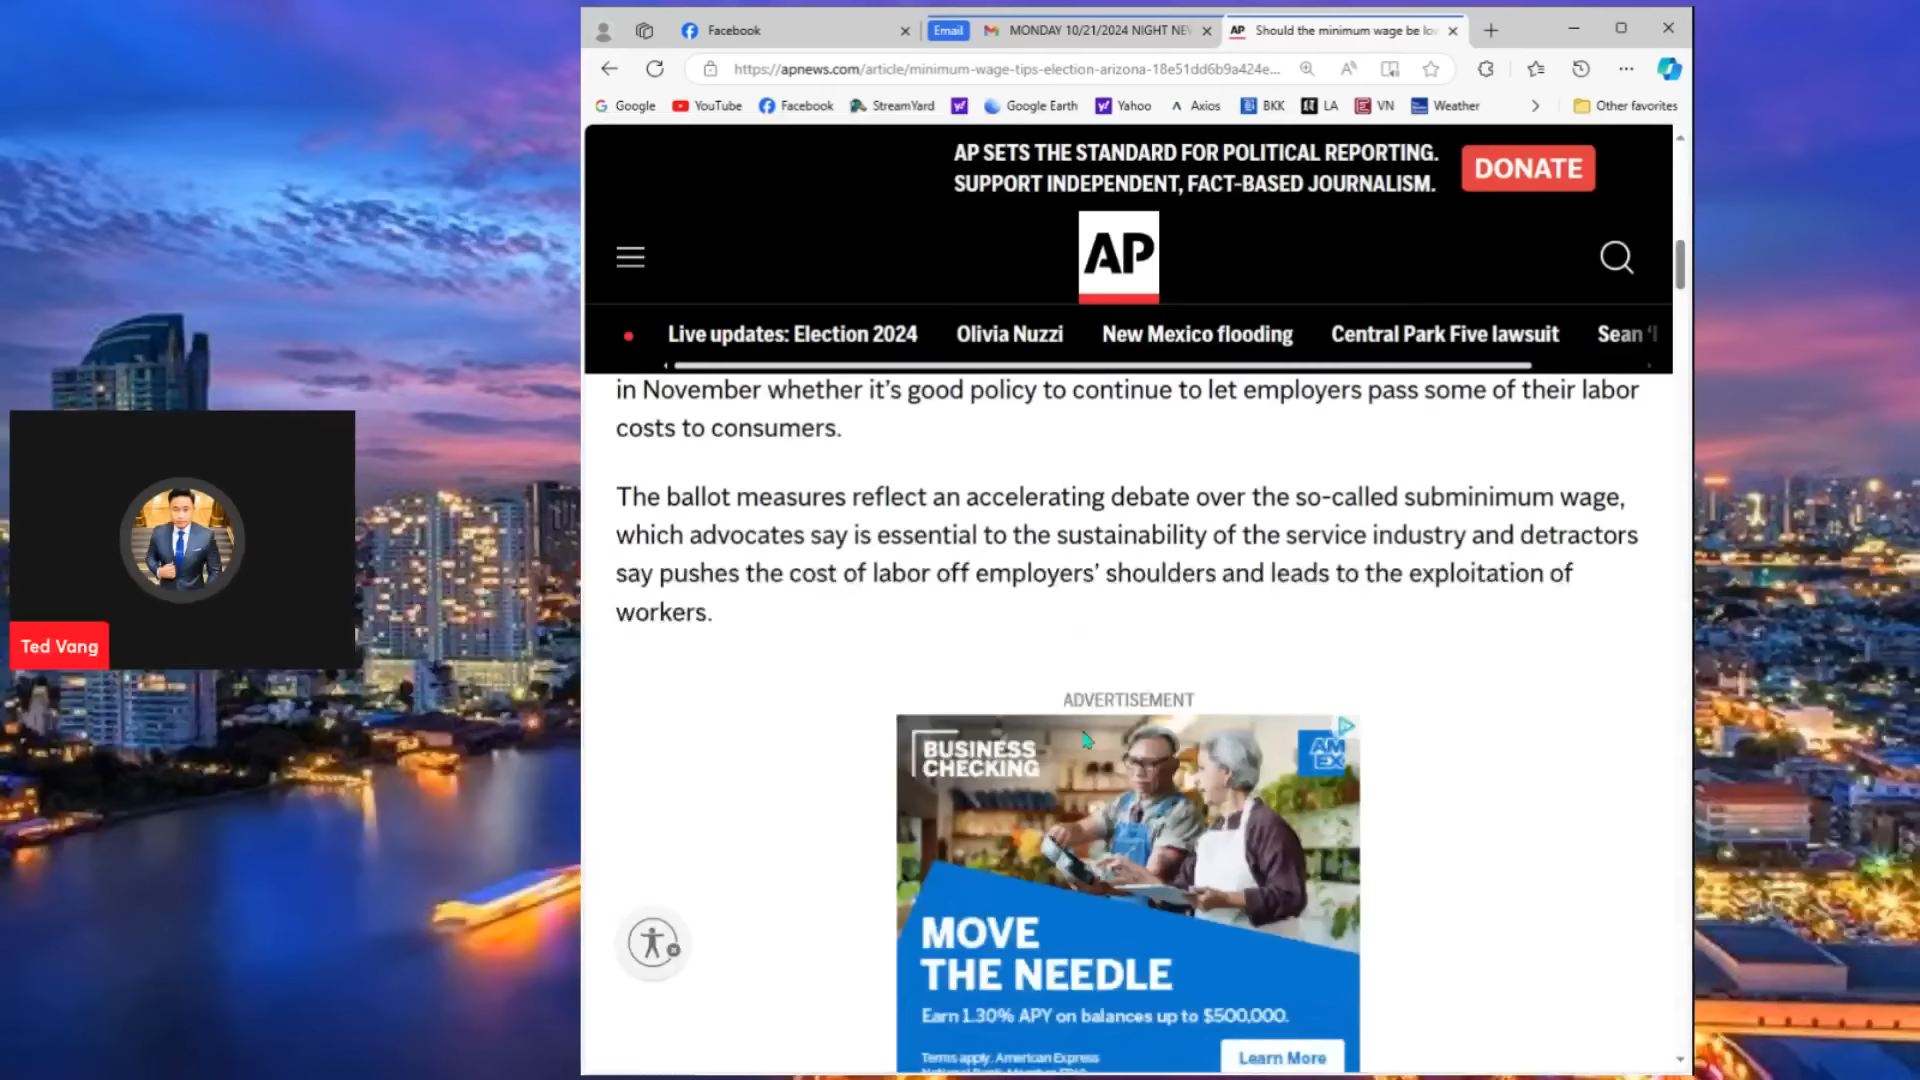 Facebook
Email
MONDAY 10/21/2024 NIGHT NE
AP
Should the minimum wage be lo
https://apnews.com/article/minimum-wage-tips-election-arizona-18e51dd6b9a424e...
Google
YouTube
Facebook
StreamYard
Google Earth
Yahoo
Axios
BKK
LA
VN
Weather
Other favorites
AP SETS THE STANDARD FOR POLITICAL REPORTING.
SUPPORT INDEPENDENT, FACT-BASED JOURNALISM.
DONATE
AP
Live updates: Election 2024
Olivia Nuzzi
New Mexico flooding
Central Park Five lawsuit
Sean
in November whether it’s good policy to continue to let employers pass some of their labor
costs to consumers.
The ballot measures reflect an accelerating debate over the so-called subminimum wage,
which advocates say is essential to the sustainability of the service industry and detractors
say pushes the cost of labor off employers’ shoulders and leads to the exploitation of
workers.
Ted Vang
ADVERTISEMENT
BUSINESS
CHECKING
AM
EX
MOVE
THE NEEDLE
Earn 1.30% APY on balances up to $500,000.
Terms apply. American Express
Learn More